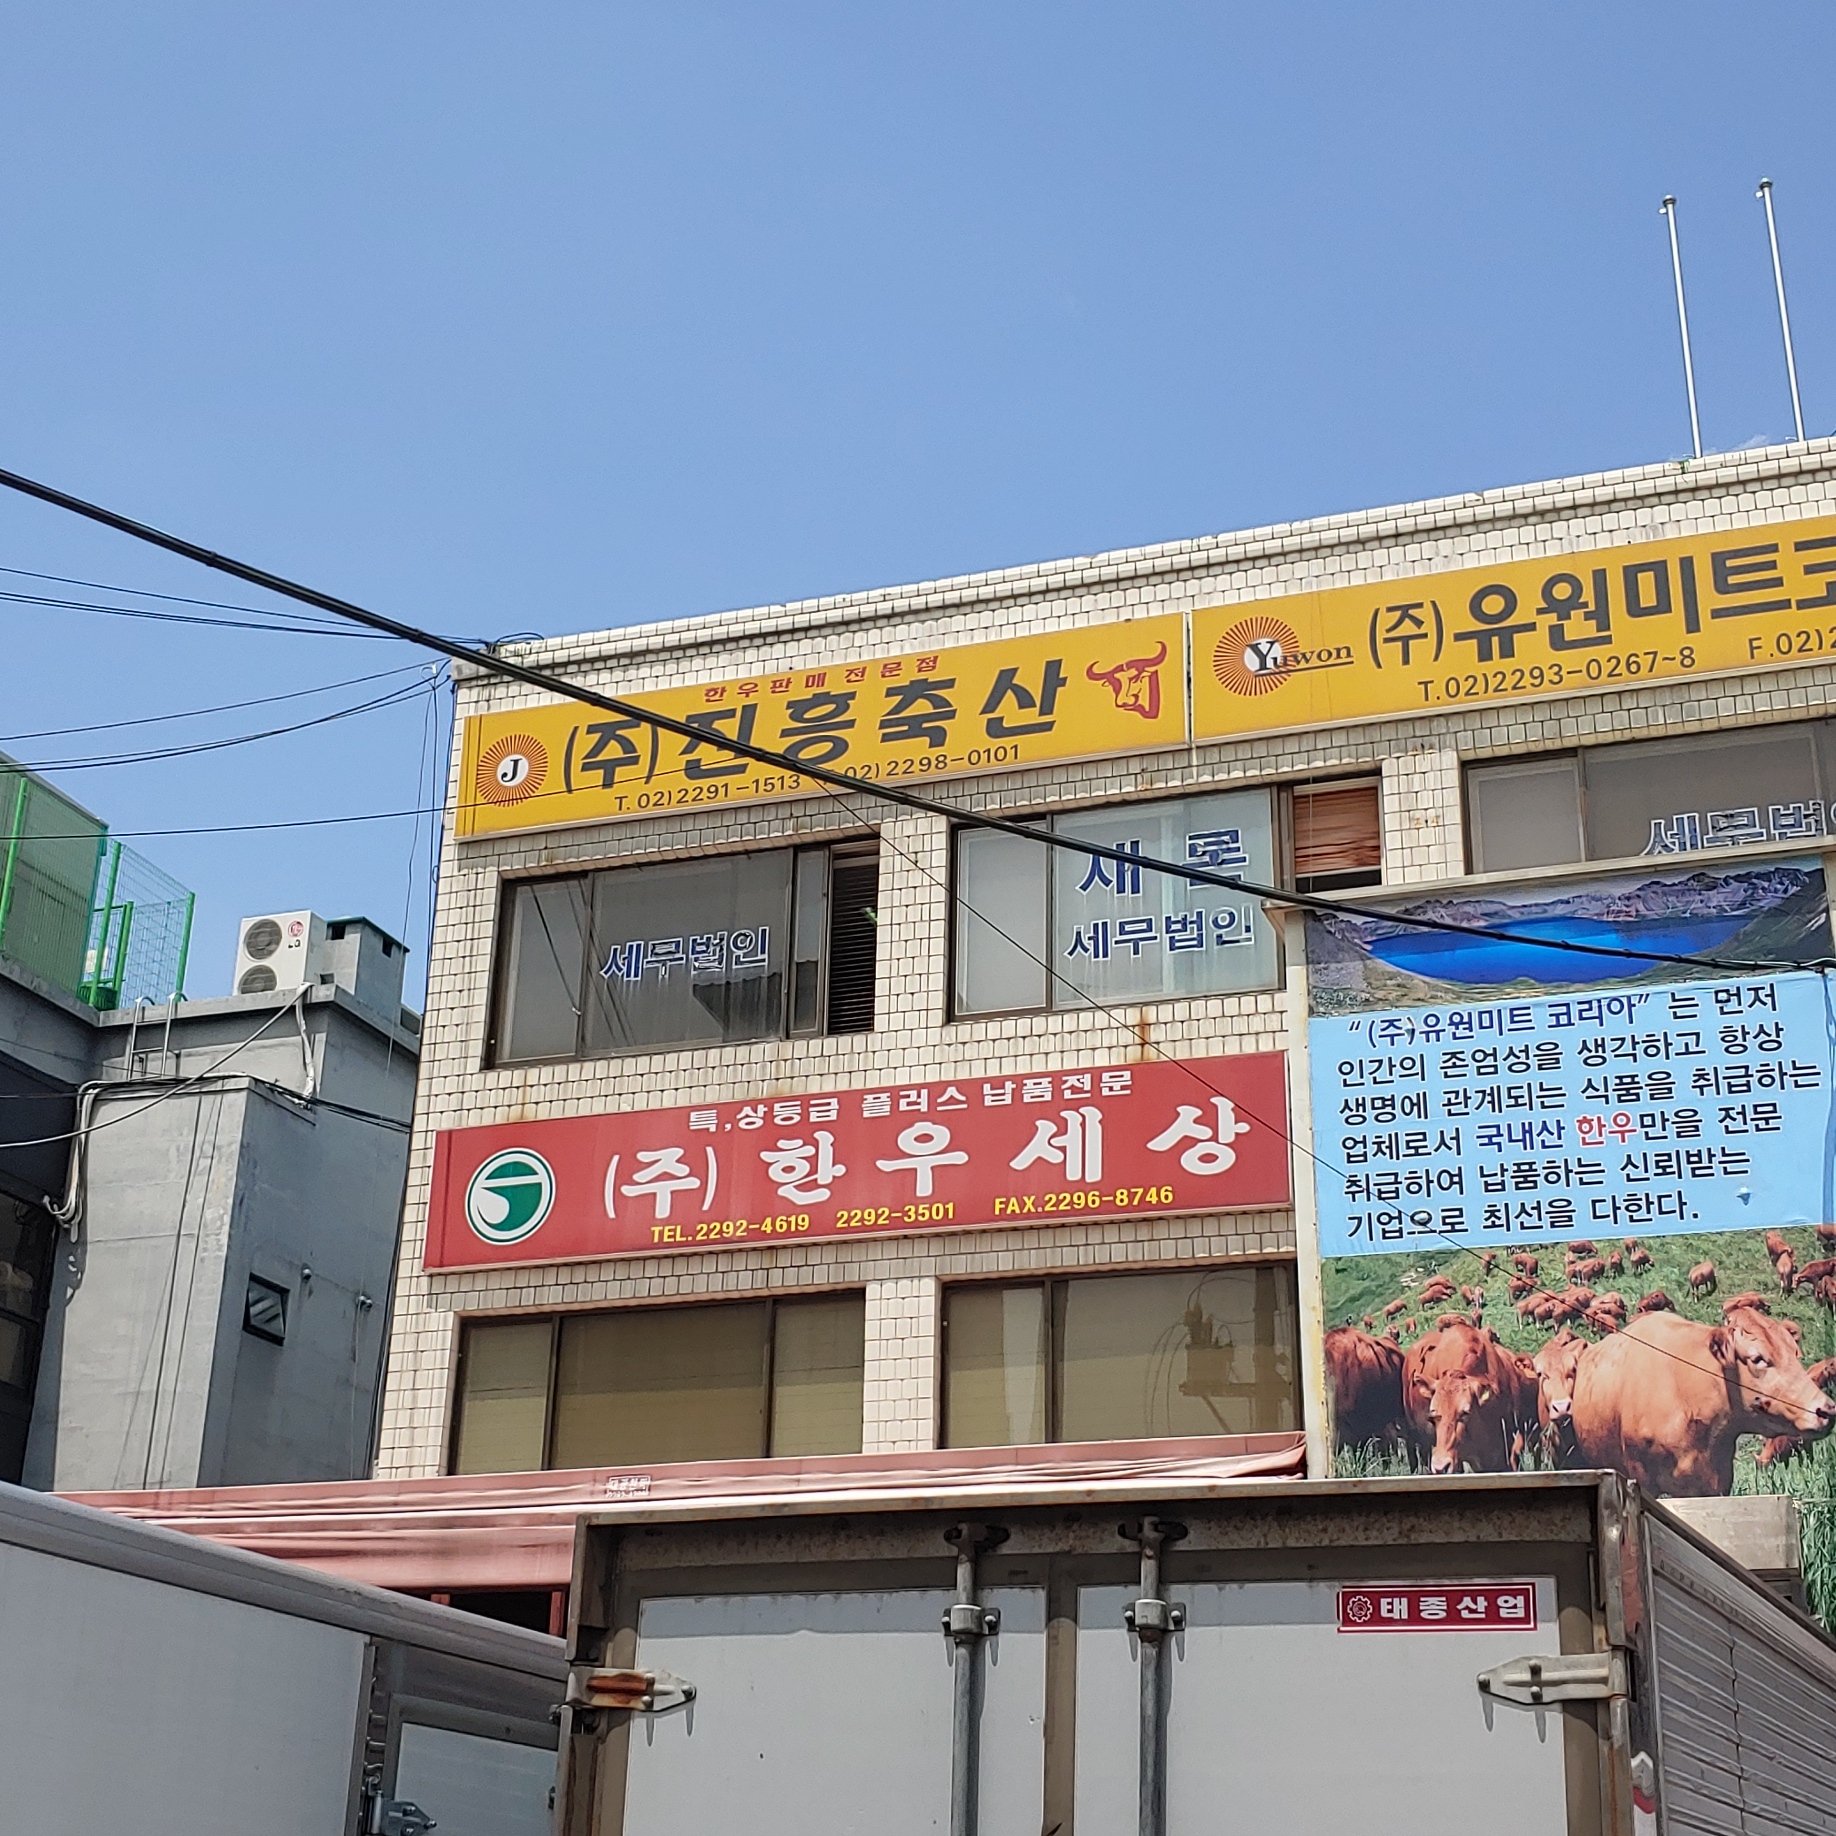 한우판매전문점
J
(주)진흥축산
T. 02)2291-1513 02)2298-0101
Yuwon
(주)유원미트코
T.02)2293-0267~8 F.02)2
새 록
세무법인
세무법인
세무법인
LG
특,상등급 플러스 납품전문
(주) 한우세상
TEL.2292-4619 2292-3501 FAX.2296-8746
"(주)유원미트 코리아" 는 먼저
인간의 존엄성을 생각하고 항상
생명에 관계되는 식품을 취급하는
업체로서 국내산 한우만을 전문
취급하여 납품하는 신뢰받는
기업으로 최선을 다한다.
태종산업